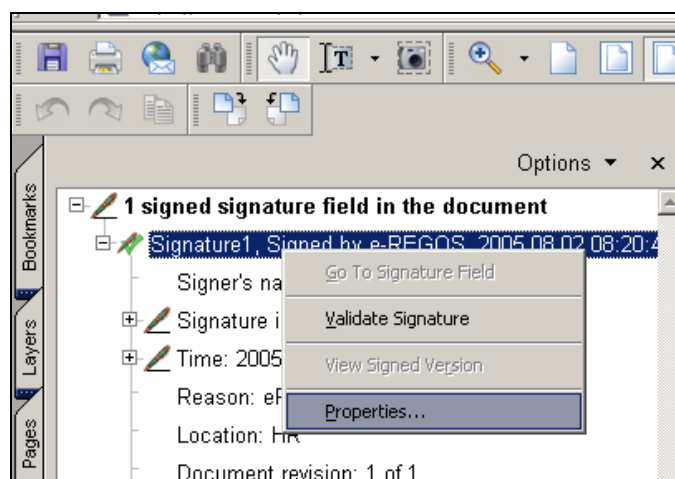 Options
Bookmarks
Layers
Pages
1 signed signature field in the document
Signature1, Signed by e-REGOS, 2005.08.02 08:20:4
Signer's na
Signature i
Time: 2005
Reason: eR
Location: HR
Document revision: 1 of 1
Go To Signature Field
Validate Signature
View Signed Version
Properties...